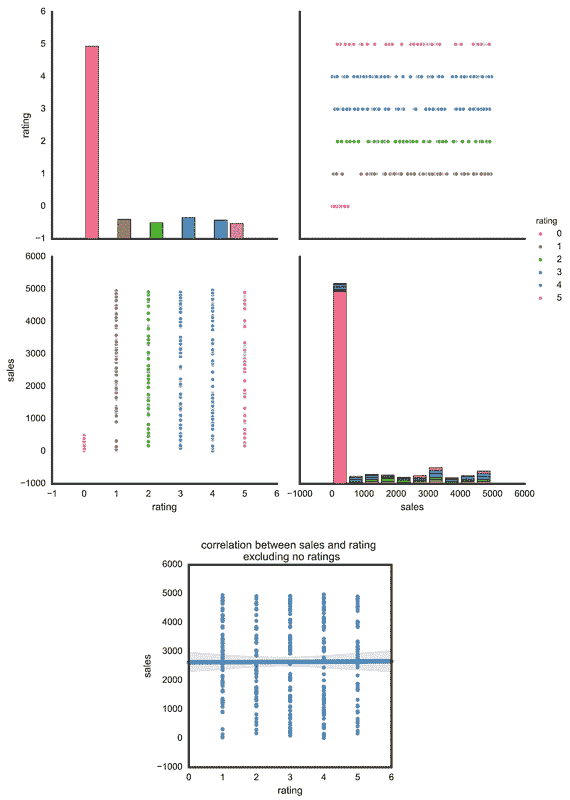 6
5
4
3
2
1
0
−1
rating
rating
0
1
2
3
4
5
6000
5000
4000
3000
2000
1000
0
−1000
sales
−1 0 1 2 3 4 5 6
rating
−1000 0 1000 2000 3000 4000 5000 6000
sales
correlation between sales and rating
excluding no ratings
6000
5000
4000
3000
2000
1000
0
−1000
sales
0 1 2 3 4 5 6
rating